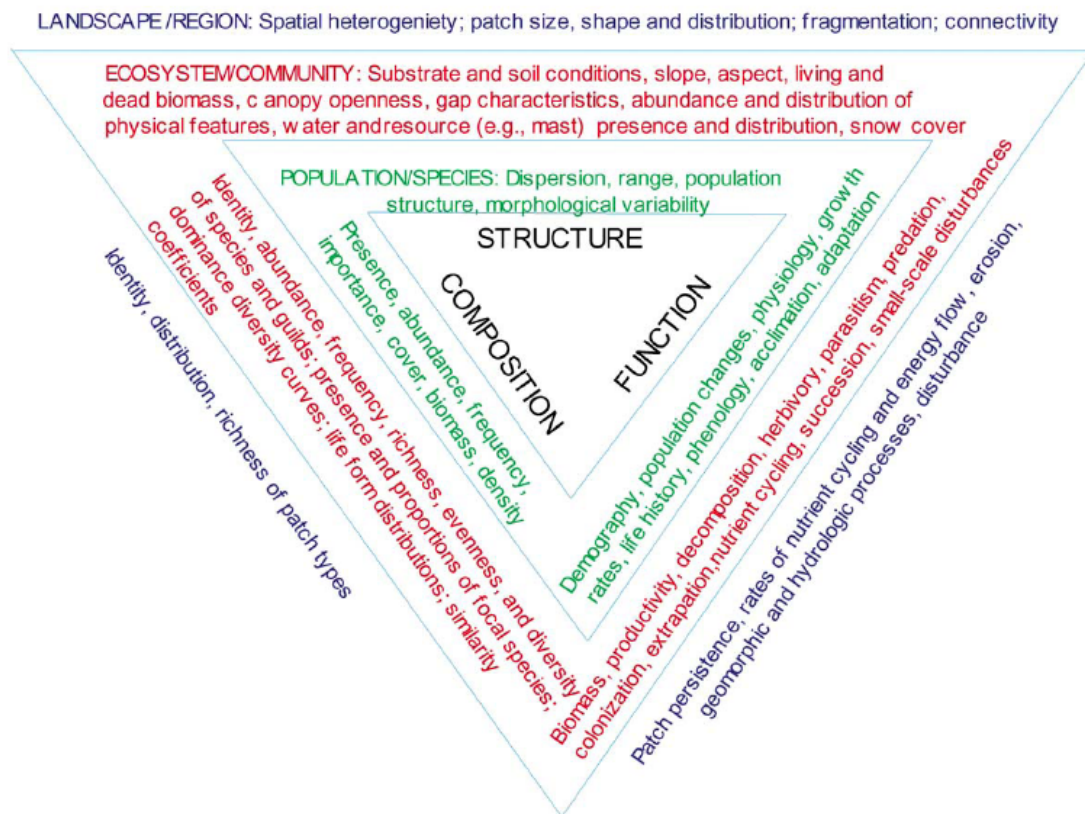 LANDSCAPE/REGION: Spatial heterogeniety; patch size, shape and distribution; fragmentation; connectivity
ECOSYSTEM/COMMUNITY: Substrate and soil conditions, slope, aspect, living and
dead biomass, c anopy openness, gap characteristics, abundance and distribution of
physical features, water and resource (e.g., mast) presence and distribution, snow cover
POPULATION/SPECIES: Dispersion, range, population
structure, morphological variability
STRUCTURE
COMPOSITION
FUNCTION
Presence, abundance, frequency,
importance, cover, biomass, density
Identity, abundance, frequency, richness, evenness, and diversity
of species and guilds; presence and proportions of focal species;
dominance diversity curves; life form distributions; similarity
coefficients
Identity, distribution, richness of patch types
Demography, population changes, physiology, growth
rates, life history, phenology, acclimation, adaptation
Biomass, productivity, decomposition, herbivory, parasitism, predation,
colonization, extrapation, nutrient cycling, succession, small-scale disturbances
Patch persistence, rates of nutrient cycling and energy flow, erosion,
geomorphic and hydrologic processes, disturbance